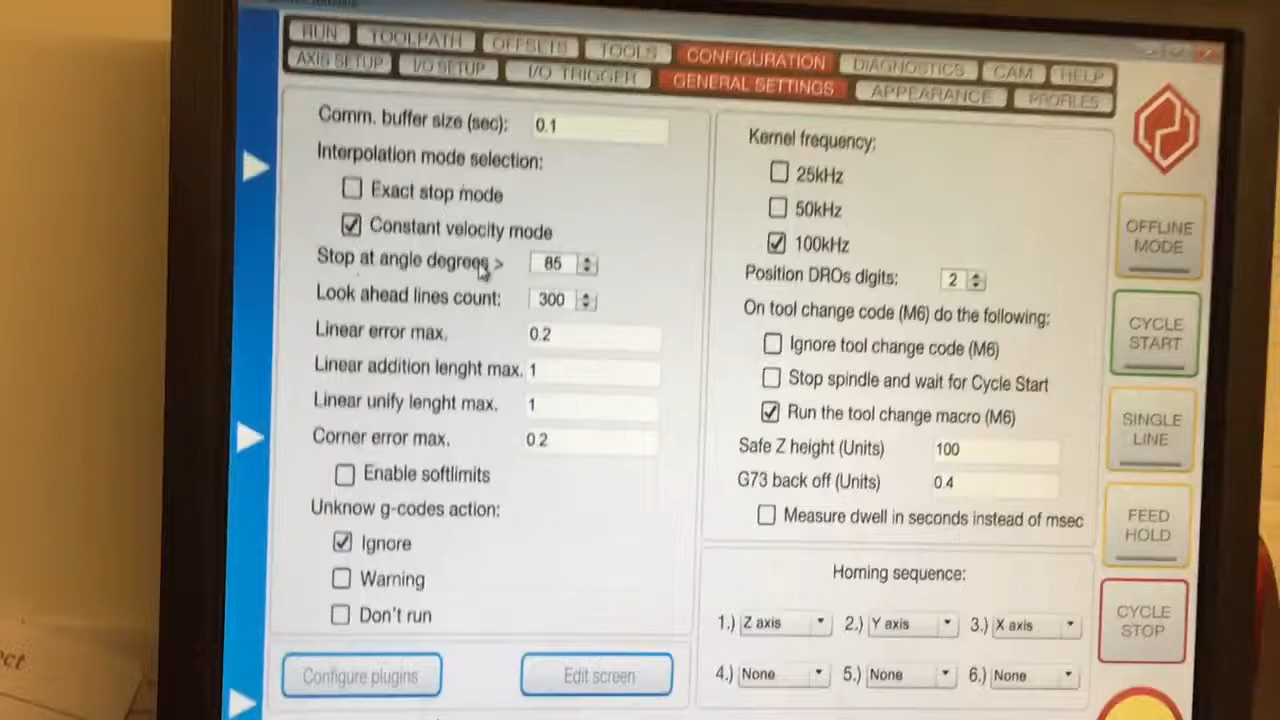 RUN TOOLPATH OFFSETS TOOLS CONFIGURATION DIAGNOSTICS CAM HELP
AXIS SETUP I/O SETUP I/O TRIGGER GENERAL SETTINGS APPEARANCE PROFILES
Comm. buffer size (sec): 0.1
Interpolation mode selection:
Exact stop mode
Constant velocity mode
Stop at angle degrees > 85
Look ahead lines count: 300
Linear error max. 0.2
Linear addition lenght max. 1
Linear unify lenght max. 1
Corner error max. 0.2
Enable softlimits
Unknow g-codes action:
Ignore
Warning
Don't run
Configure plugins Edit screen
Kernel frequency:
25kHz
50kHz
100kHz
Position DROs digits: 2
On tool change code (M6) do the following:
Ignore tool change code (M6)
Stop spindle and wait for Cycle Start
Run the tool change macro (M6)
Safe Z height (Units) 100
G73 back off (Units) 0.4
Measure dwell in seconds instead of msec
Homing sequence:
1.) Z axis 2.) Y axis 3.) X axis
4.) None 5.) None 6.) None
OFFLINE
MODE
CYCLE
START
SINGLE
LINE
FEED
HOLD
CYCLE
STOP